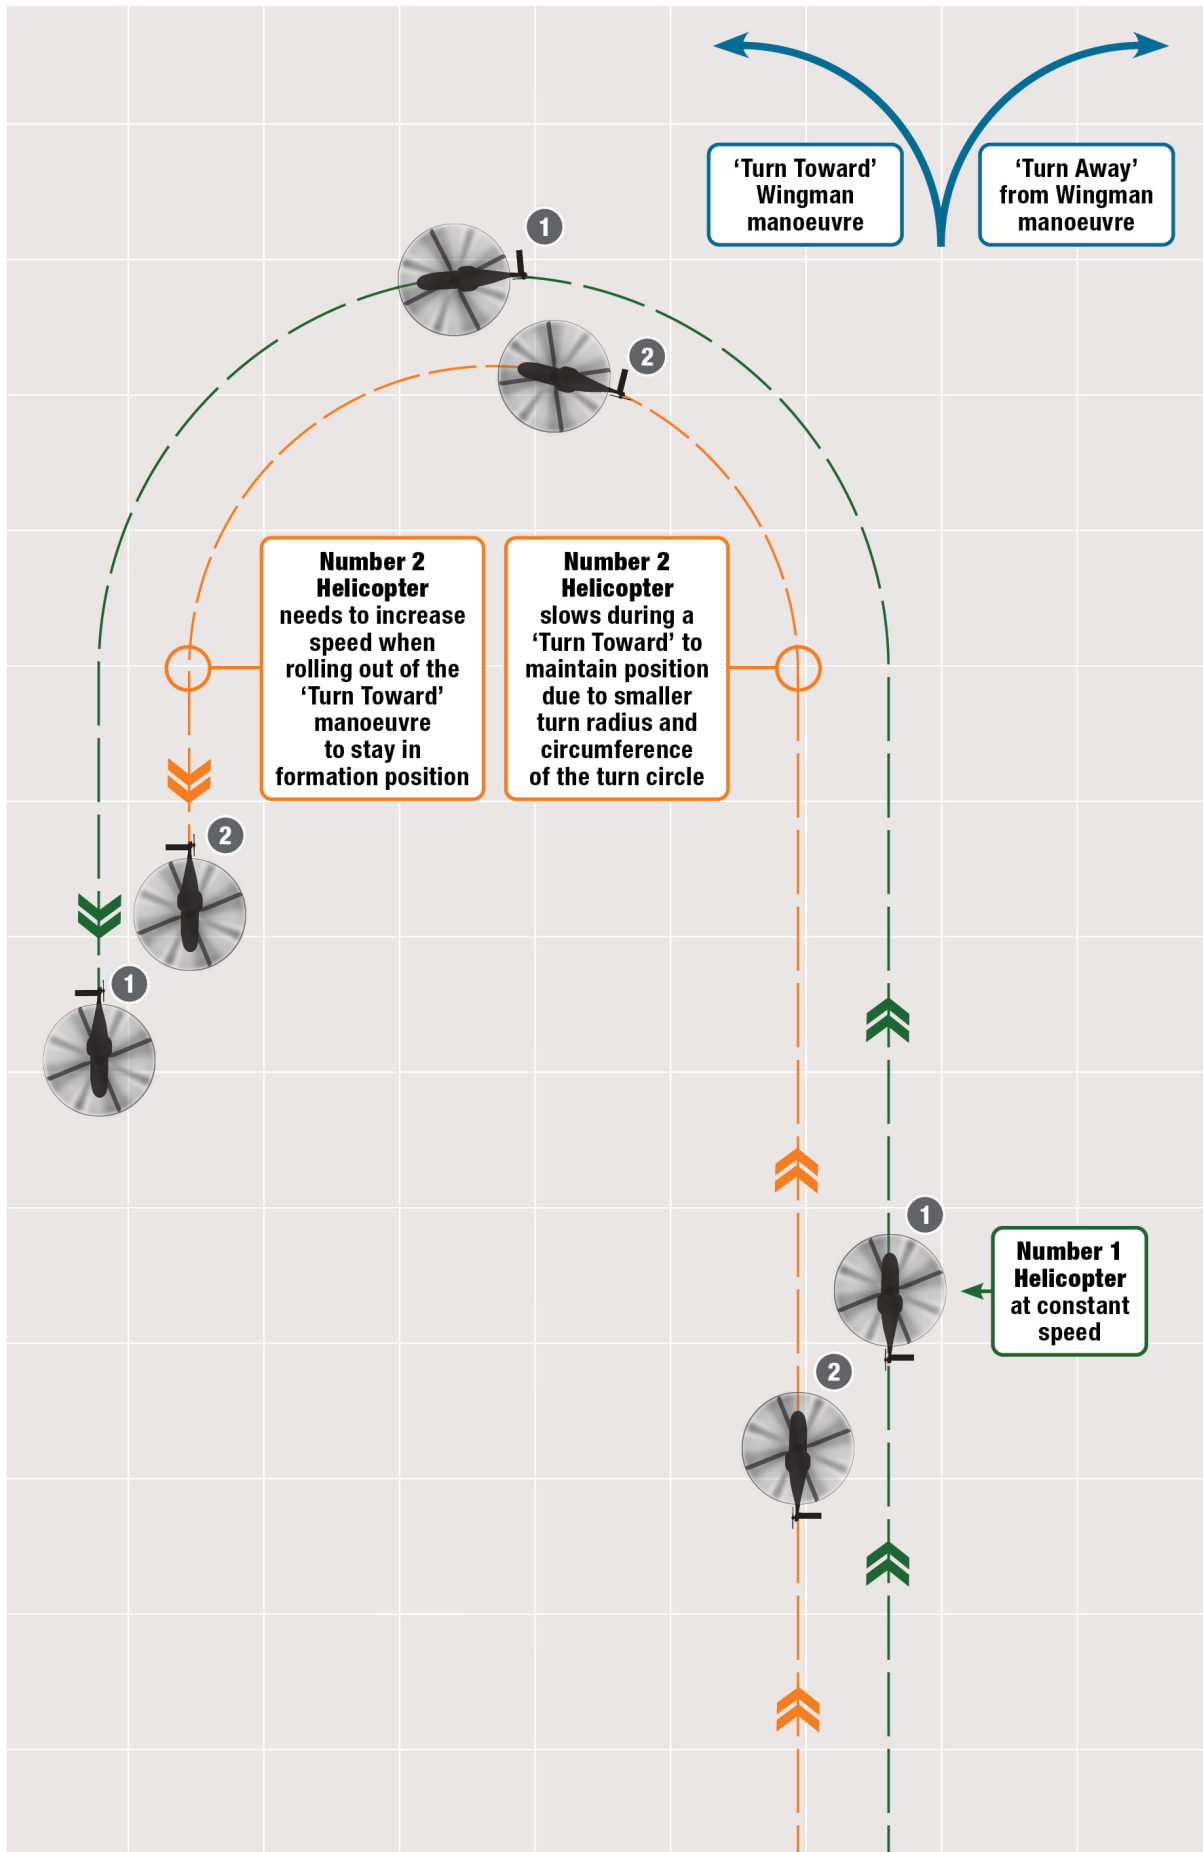 ‘Turn Toward’
Wingman
manoeuvre
‘Turn Away’
from Wingman
manoeuvre
1
2
Number 2
Helicopter
needs to increase
speed when
rolling out of the
‘Turn Toward’
manoeuvre
to stay in
formation position
Number 2
Helicopter
slows during a
‘Turn Toward’ to
maintain position
due to smaller
turn radius and
circumference
of the turn circle
2
1
1
Number 1
Helicopter
at constant
speed
2